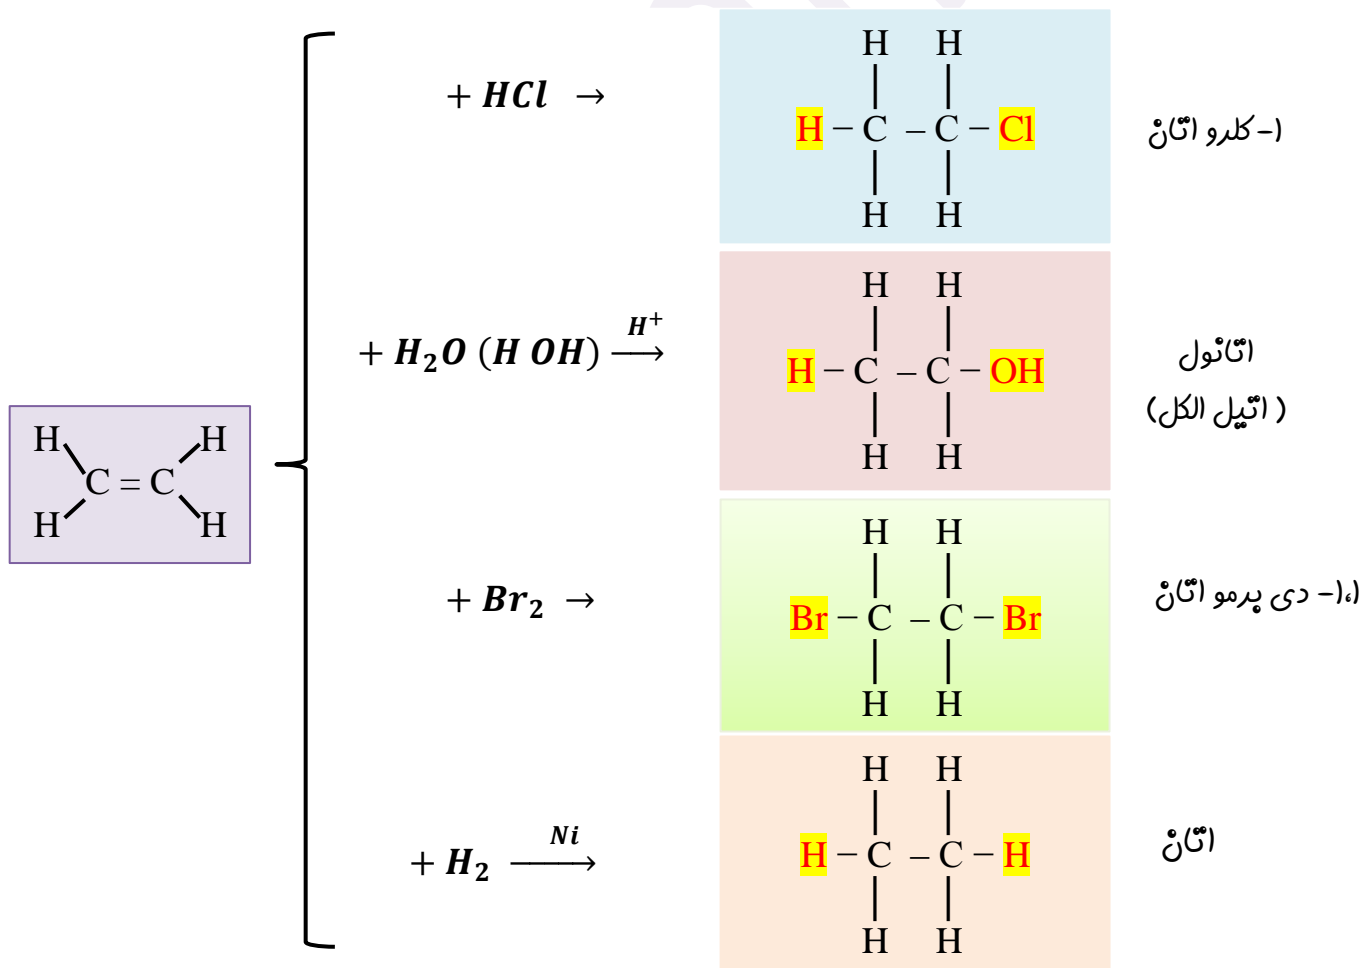 H H
+ HCl →
H – C – C – Cl
۱- کلرو اتان
H H
H H
+ H₂O (H OH) H⁺ →
H – C – C – OH
اتانول
( اتیل الکل)
H H
H H
C = C
H H
H H
+ Br₂ →
Br – C – C – Br
۱،۱- دی برمو اتان
H H
H H
+ H₂ Ni →
H – C – C – H
اتان
H H